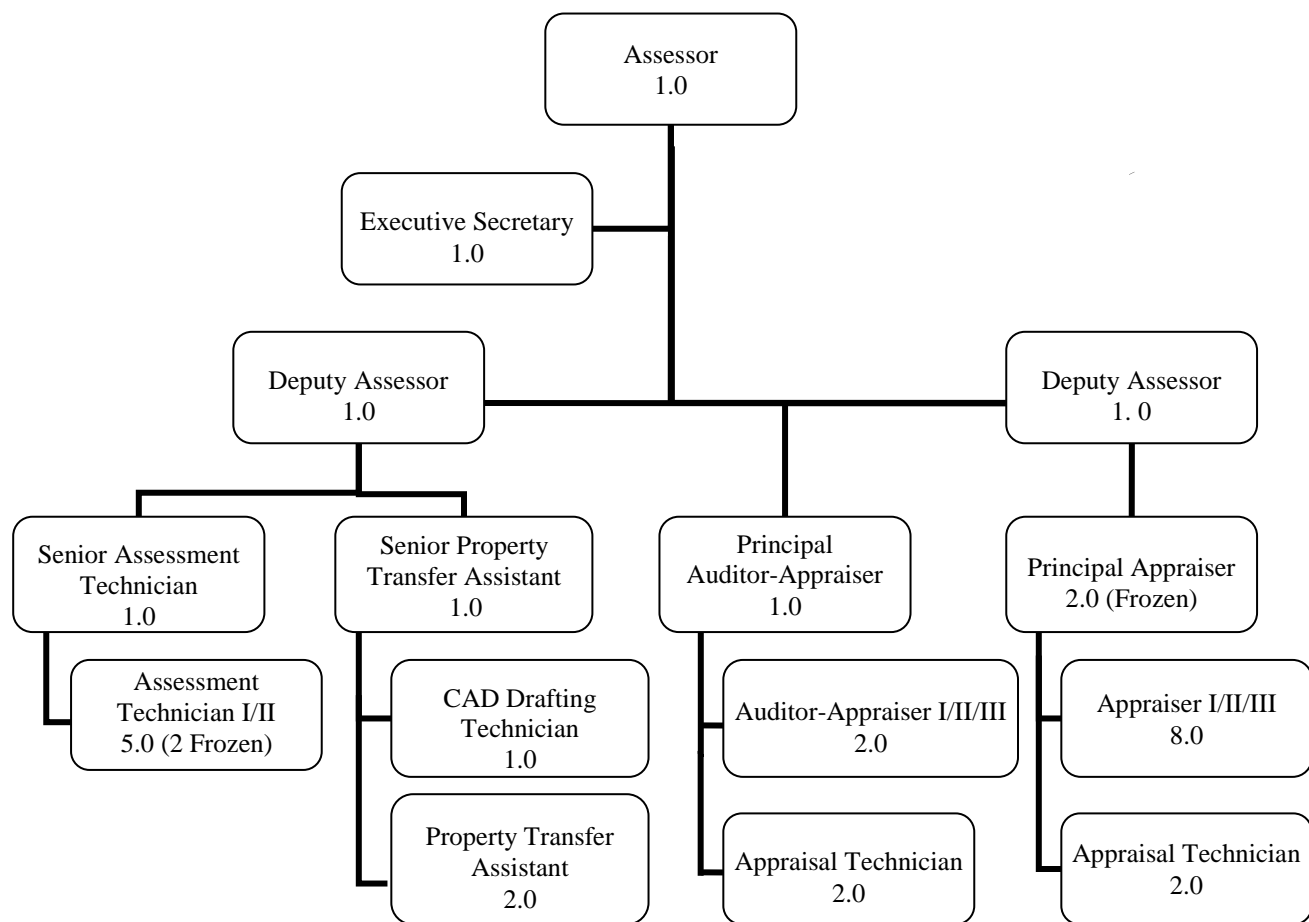 Assessor
1.0
Executive Secretary
1.0
Deputy Assessor
1.0
Deputy Assessor
1. 0
Senior Assessment
Technician
1.0
Senior Property
Transfer Assistant
1.0
Principal
Auditor-Appraiser
1.0
Principal Appraiser
2.0 (Frozen)
Assessment
Technician I/II
5.0 (2 Frozen)
CAD Drafting
Technician
1.0
Auditor-Appraiser I/II/III
2.0
Appraiser I/II/III
8.0
Property Transfer
Assistant
2.0
Appraisal Technician
2.0
Appraisal Technician
2.0